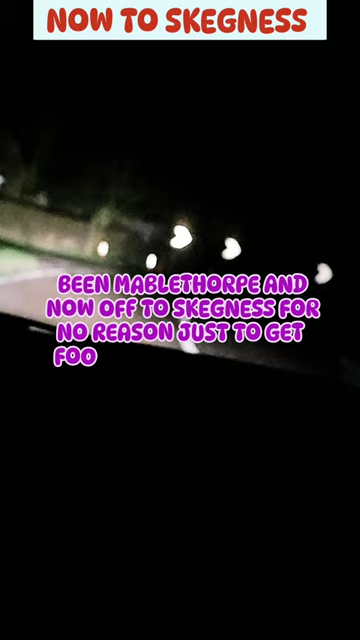 NOW TO SKEGNESS
BEEN MABLETHORPE AND
NOW OFF TO SKEGNESS FOR
NO REASON JUST TO GET
FOO